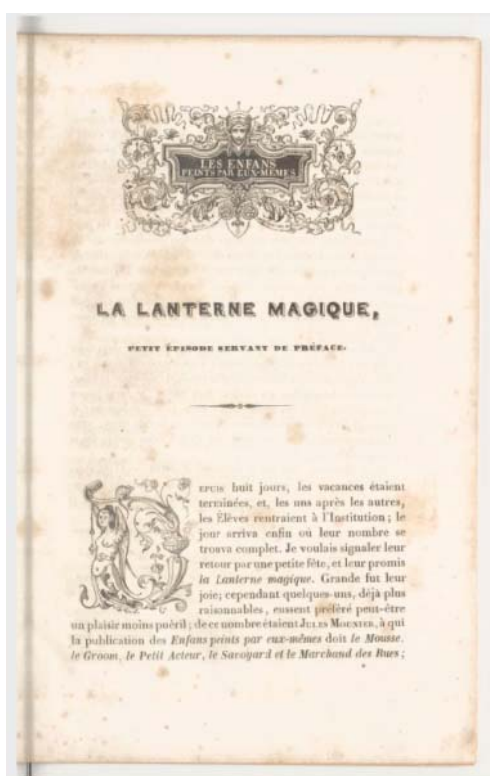 LES ENFANS
PEINTS PAR EUX-MÊMES
LA LANTERNE MAGIQUE,
PETIT ÉPISODE SERVANT DE PRÉFACE.
DEPUIS huit jours, les vacances étaient
terminées, et, les uns après les autres,
les Élèves rentraient à l'Institution; le
jour arriva enfin où leur nombre se
trouva complet. Je voulais signaler leur
retour par une petite fête, et leur promis
la Lanterne magique. Grande fut leur
joie; cependant quelques-uns, déjà plus
raisonnables, eussent préféré peut-être
un plaisir moins puéril; de ce nombre étaient JULES MOUNIER, à qui
la publication des Enfans peints par eux-mêmes doit le Mousse,
le Groom, le Petit Acteur, le Savoyard et le Marchand des Rues;